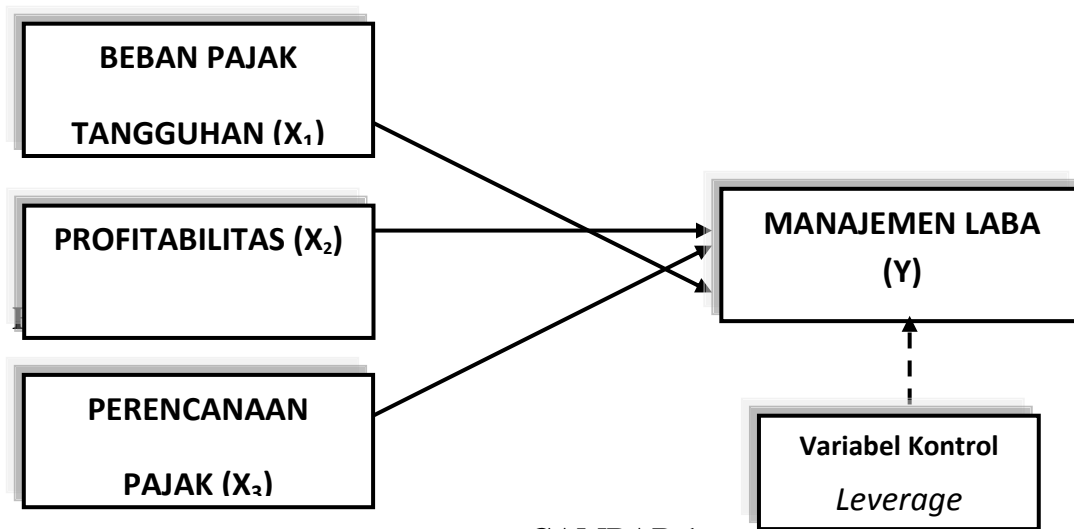 BEBAN PAJAK
TANGGUHAN (X₁)
PROFITABILITAS (X₂)
PERENCANAAN
PAJAK (X₃)
MANAJEMEN LABA
(Y)
Variabel Kontrol
Leverage